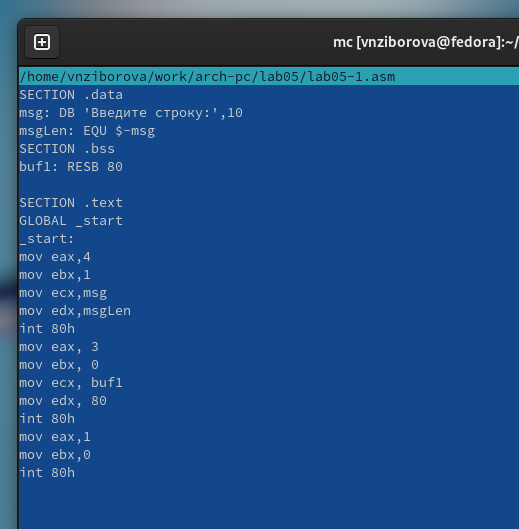 mc [vnziborova@fedora]:~/
/home/vnziborova/work/arch-pc/lab05/lab05-1.asm
SECTION .data
msg: DB 'Введите строку:',10
msgLen: EQU $-msg
SECTION .bss
buf1: RESB 80
SECTION .text
GLOBAL _start
_start:
mov eax,4
mov ebx,1
mov ecx,msg
mov edx,msgLen
int 80h
mov eax, 3
mov ebx, 0
mov ecx, buf1
mov edx, 80
int 80h
mov eax,1
mov ebx,0
int 80h